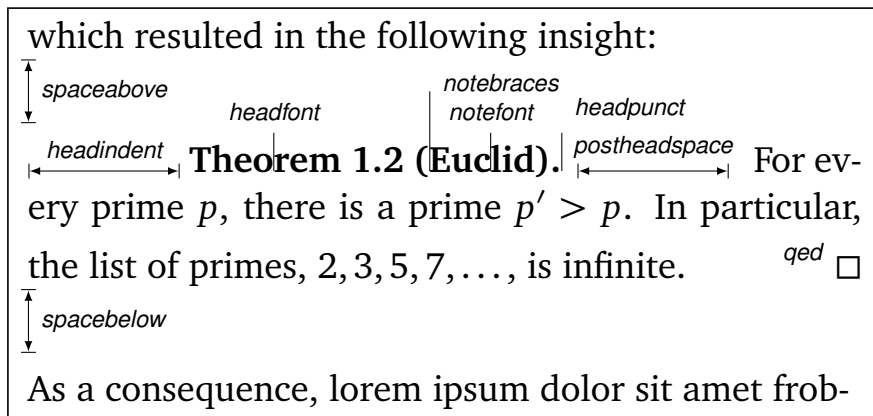 which resulted in the following insight:
spaceabove
notebraces
headfont notefont headpunct
headindent Theorem 1.2 (Euclid). postheadspace For ev-
ery prime p, there is a prime p′ > p. In particular,
the list of primes, 2, 3, 5, 7, . . . , is infinite. qed □
spacebelow
As a consequence, lorem ipsum dolor sit amet frob-